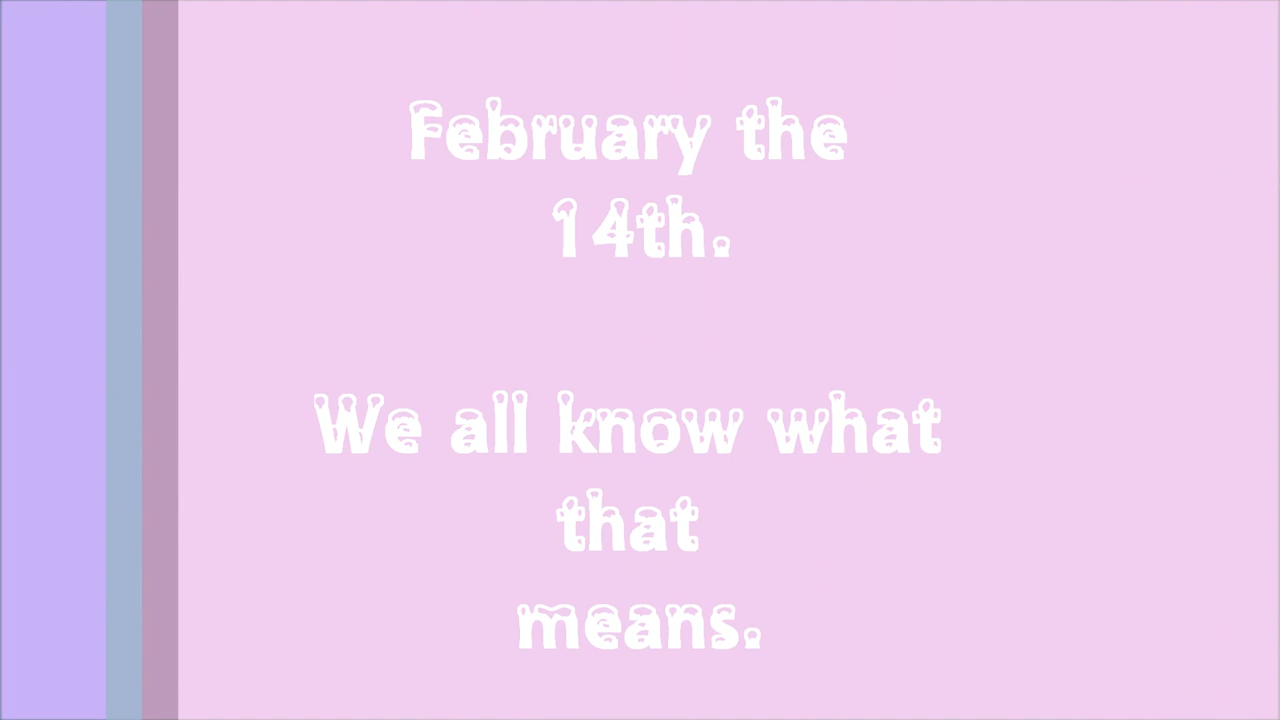 February the
14th.
We all know what
that
means.